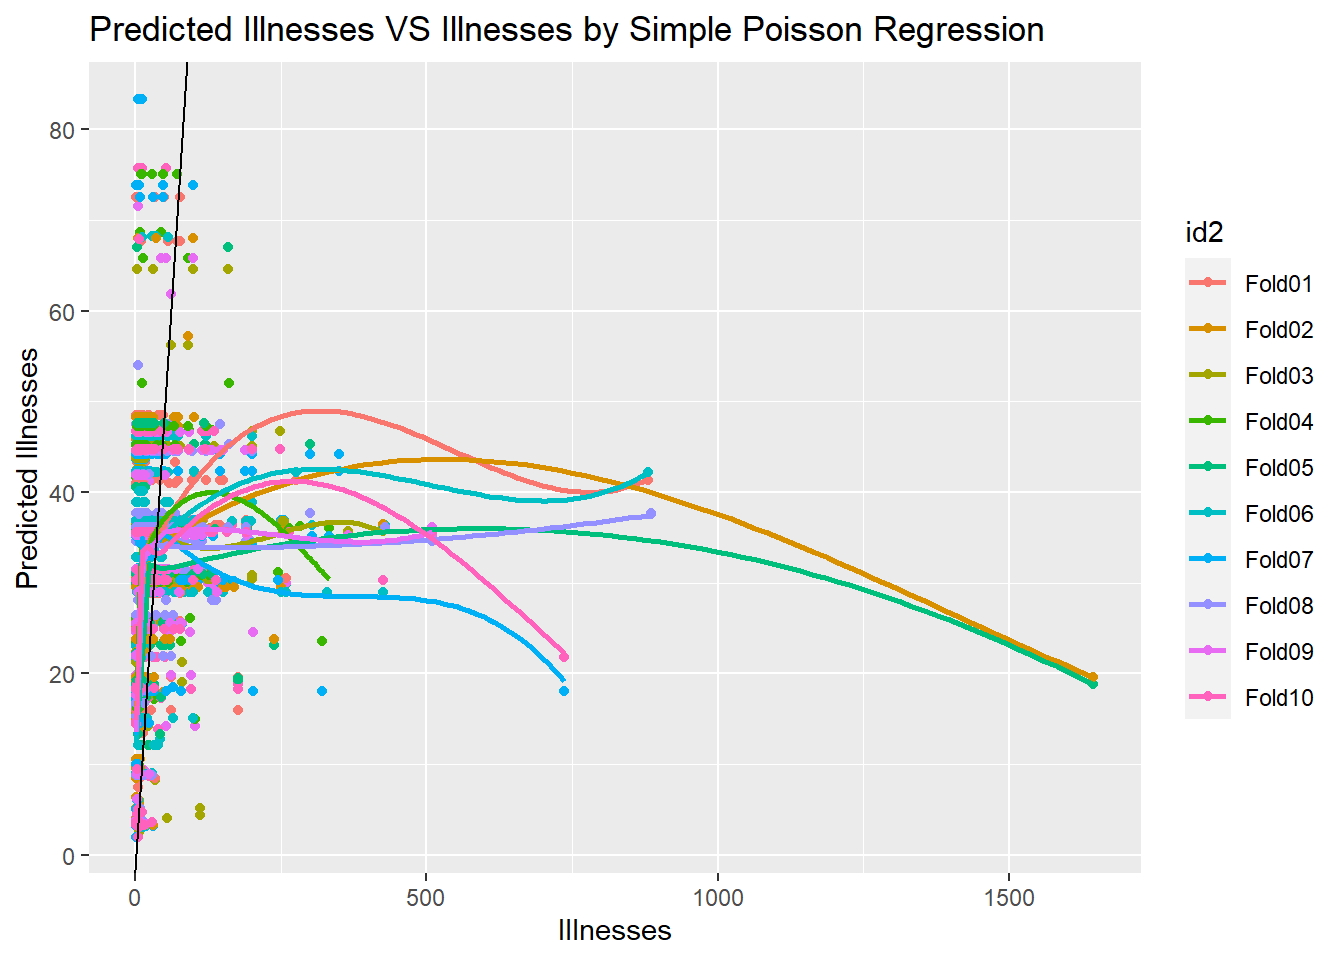 Predicted Illnesses VS Illnesses by Simple Poisson Regression
80
60
40
20
0
Predicted Illnesses
0 500 1000 1500
Illnesses
id2
Fold01
Fold02
Fold03
Fold04
Fold05
Fold06
Fold07
Fold08
Fold09
Fold10